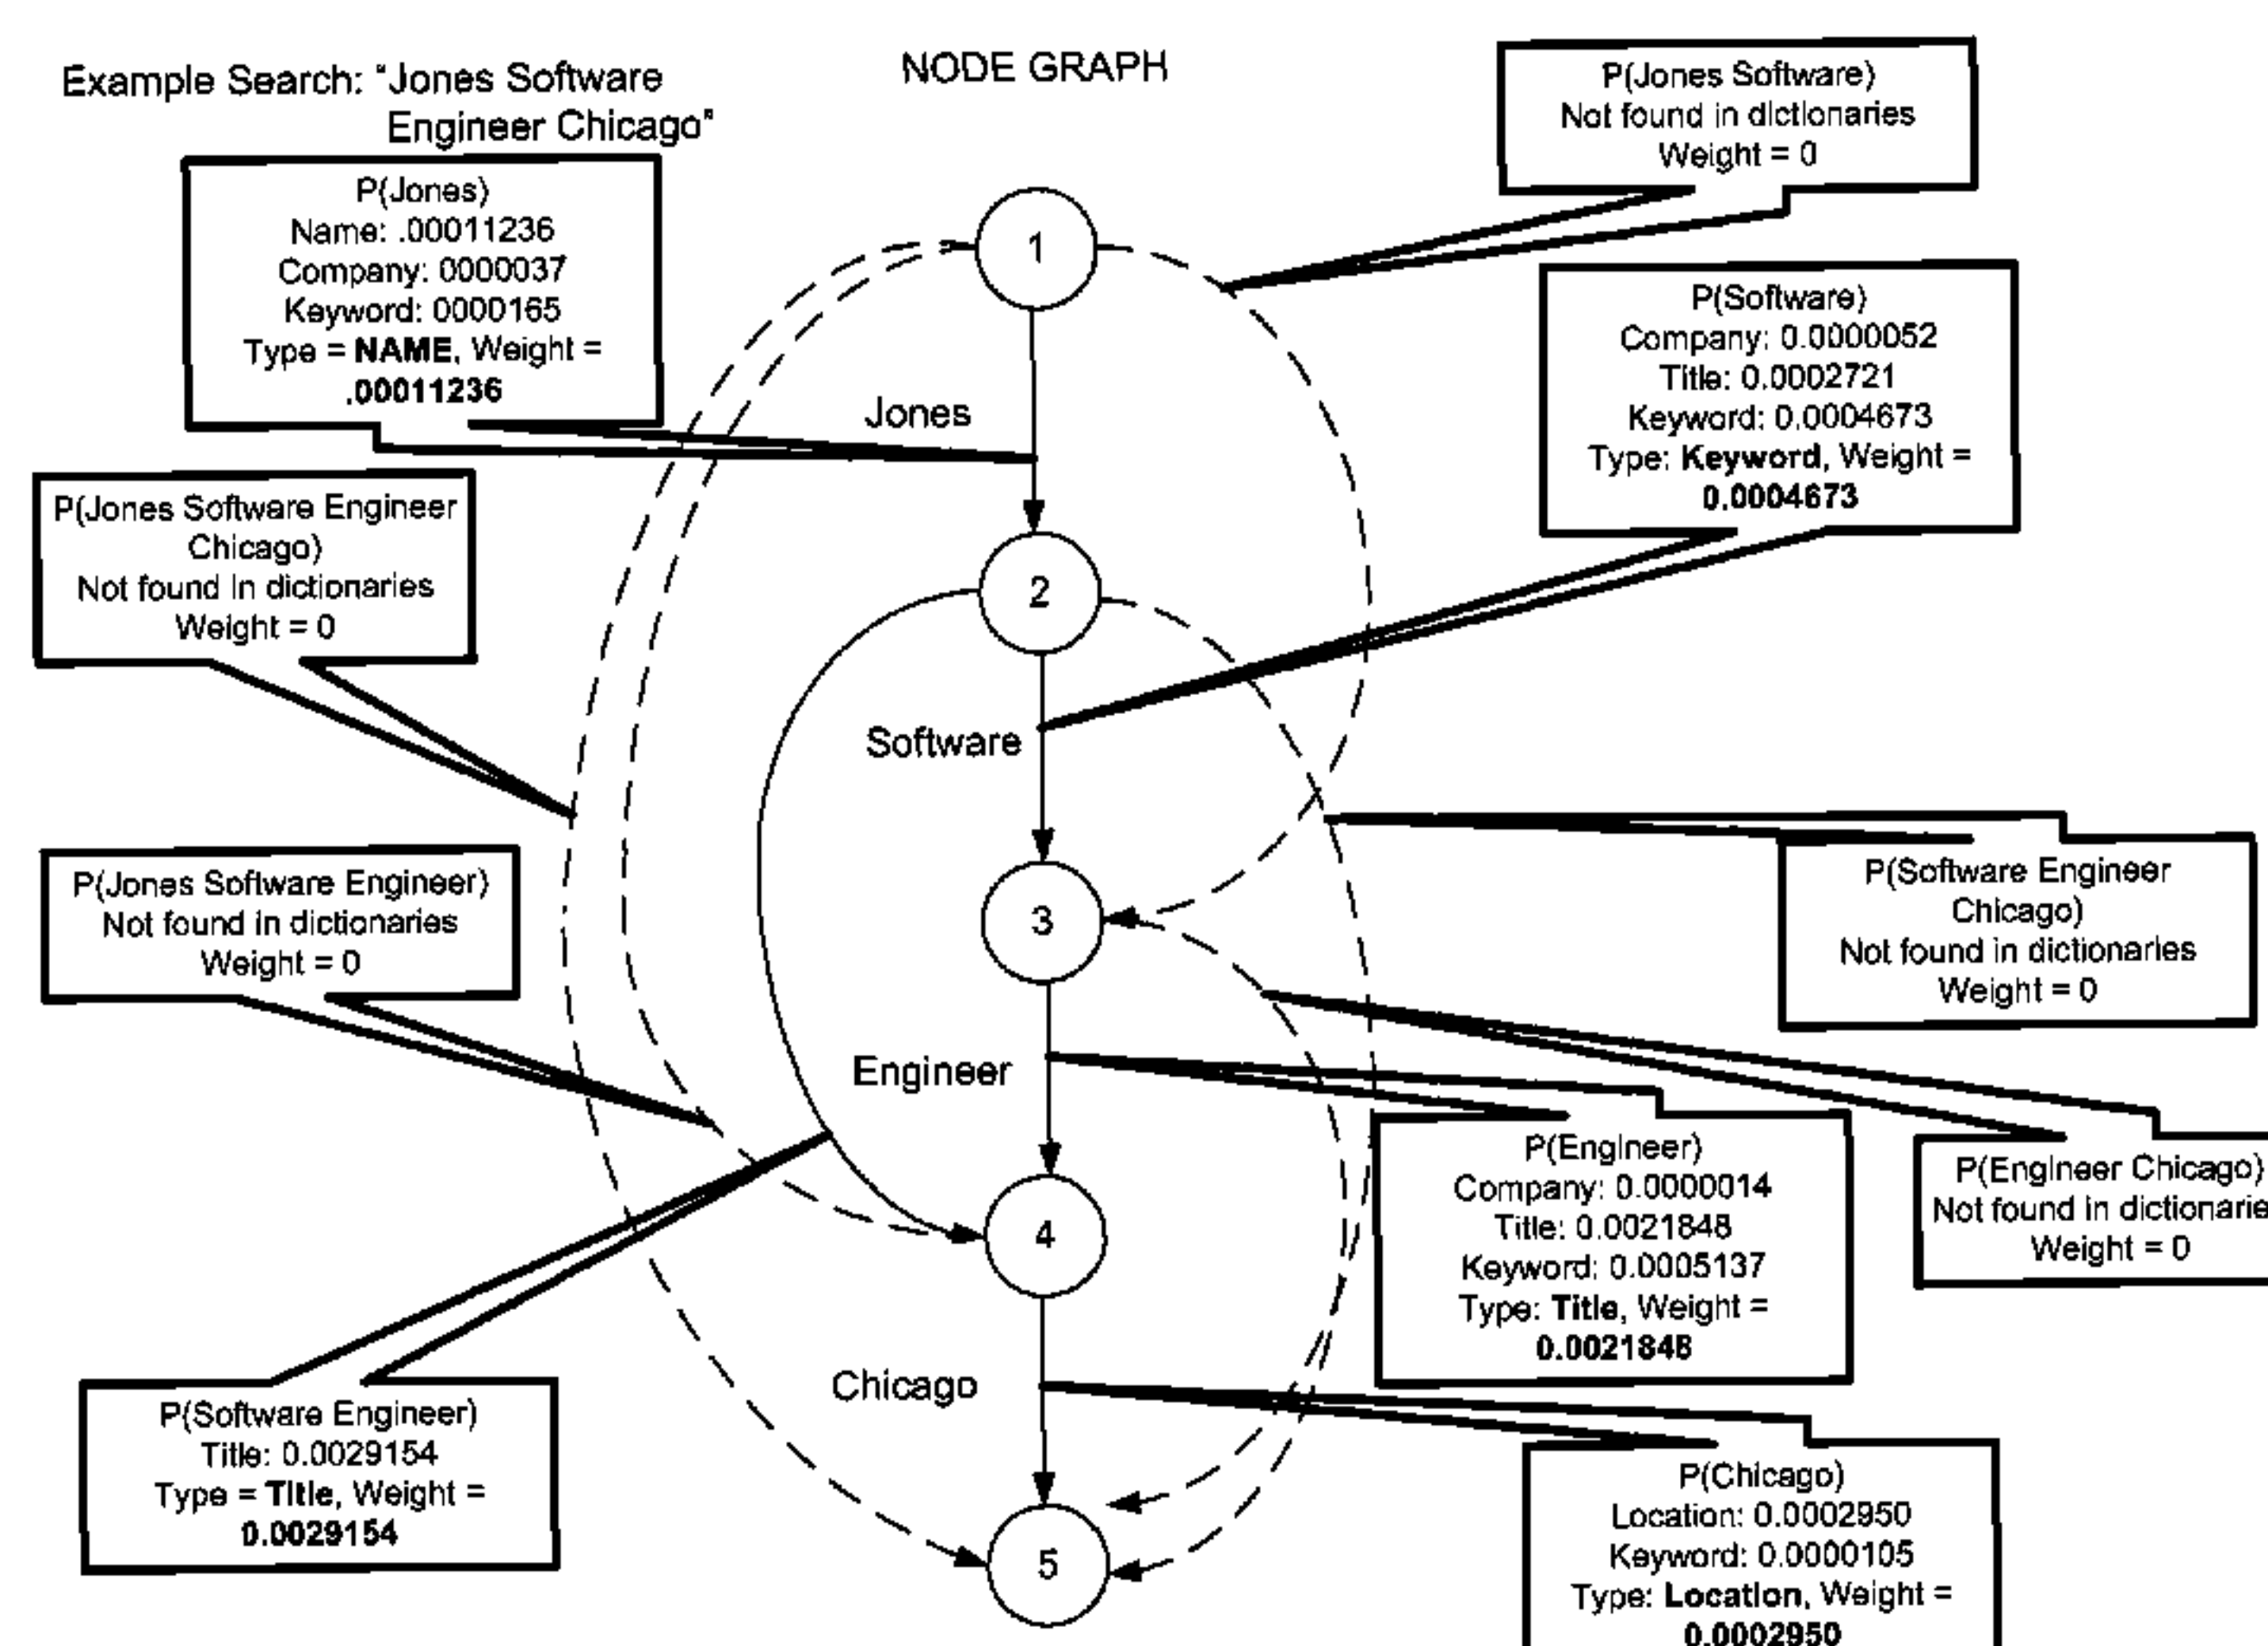 Example Search: "Jones Software
Engineer Chicago"
NODE GRAPH
P(Jones Software)
Not found in dictionaries
Weight = 0
P(Jones)
Name: .00011236
Company: 0000037
Keyword: 0000165
Type = NAME, Weight =
.00011236
1
P(Software)
Company: 0.0000052
Title: 0.0002721
Keyword: 0.0004673
Type: Keyword, Weight =
0.0004673
Jones
P(Jones Software Engineer
Chicago)
Not found in dictionaries
Weight = 0
2
Software
P(Jones Software Engineer)
Not found in dictionaries
Weight = 0
3
P(Software Engineer
Chicago)
Not found in dictionaries
Weight = 0
Engineer
P(Engineer)
Company: 0.0000014
Title: 0.0021848
Keyword: 0.0005137
Type: Title, Weight =
0.0021848
P(Engineer Chicago)
Not found in dictionarie
Weight = 0
4
Chicago
P(Software Engineer)
Title: 0.0029154
Type = Title, Weight =
0.0029154
P(Chicago)
Location: 0.0002950
Keyword: 0.0000105
Type: Location, Weight =
0.0002950
5